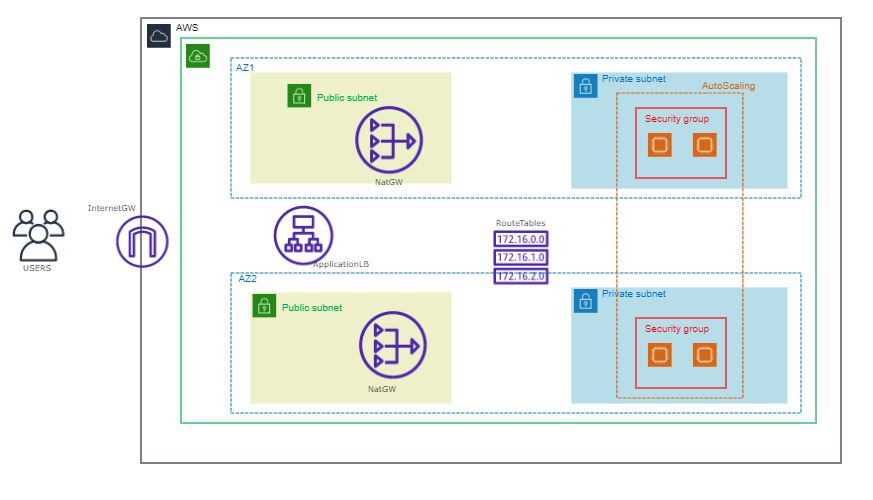 AWS
AZ1
Public subnet
NatGW
Private subnet
AutoScaling
Security group
InternetGW
USERS
ApplicationLB
RouteTables
172.16.0.0
172.16.1.0
172.16.2.0
AZ2
Public subnet
NatGW
Private subnet
Security group